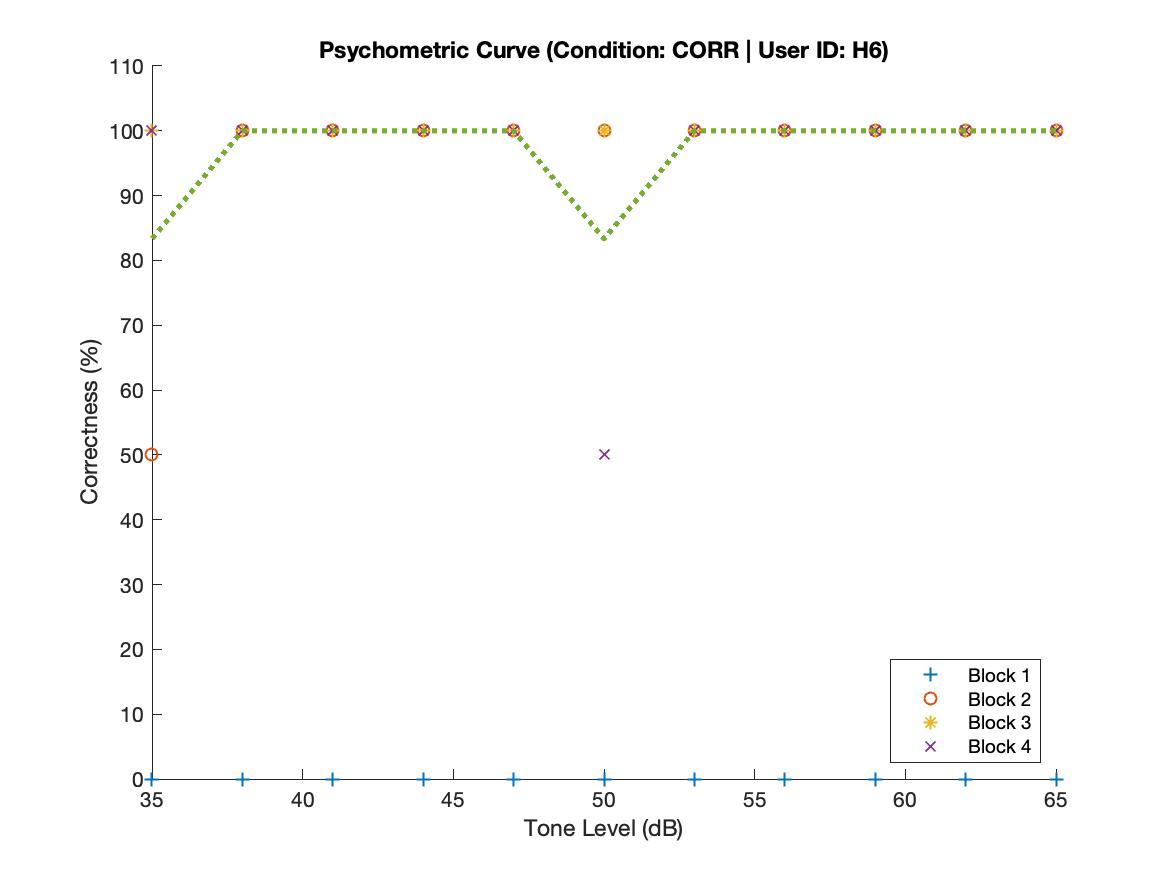 Psychometric Curve (Condition: CORR | User ID: H6)
110
100
90
80
70
60
50
40
30
20
10
0
Correctness (%)
35 40 45 50 55 60 65
Tone Level (dB)
Block 1
Block 2
Block 3
Block 4